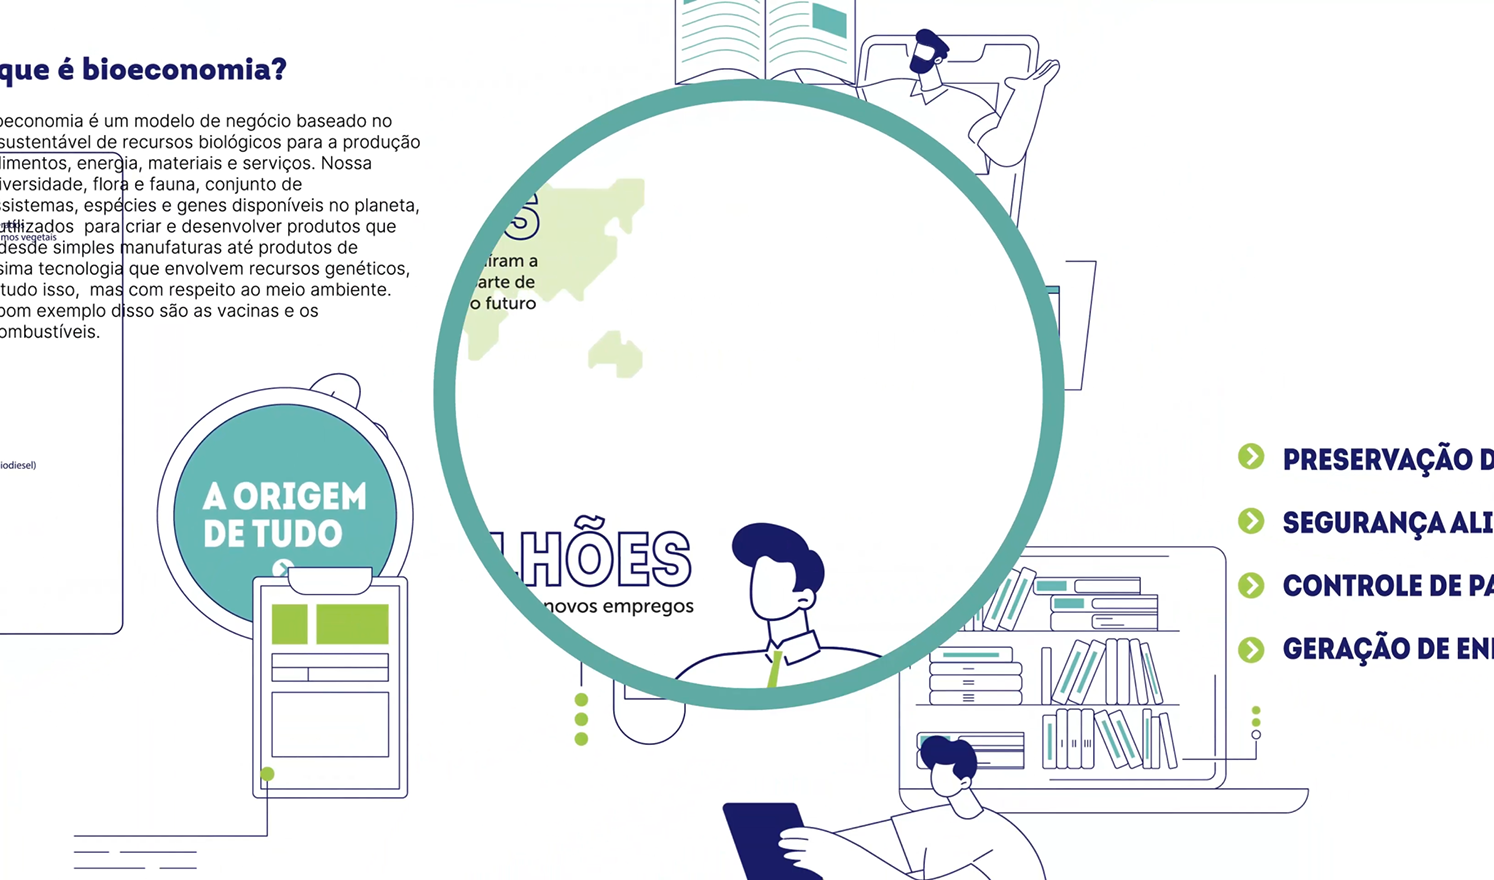 que é bioeconomia?
oeconomia é um modelo de negócio baseado no
sustentável de recursos biológicos para a produção
limentos, energia, materiais e serviços. Nossa
iversidade, flora e fauna, conjunto de
ssistemas, espécies e genes disponíveis no planeta,
utilizados para criar e desenvolver produtos que
mos vegetais
desde simples manufaturas até produtos de
sima tecnologia que envolvem recursos genéticos,
tudo isso, mas com respeito ao meio ambiente.
bom exemplo disso são as vacinas e os
ombustíveis.
iodiesel)
A ORIGEM
DE TUDO
S
iram a
arte de
o futuro
LHÕES
novos empregos
PRESERVAÇÃO D
SEGURANÇA ALI
CONTROLE DE PA
GERAÇÃO DE EN